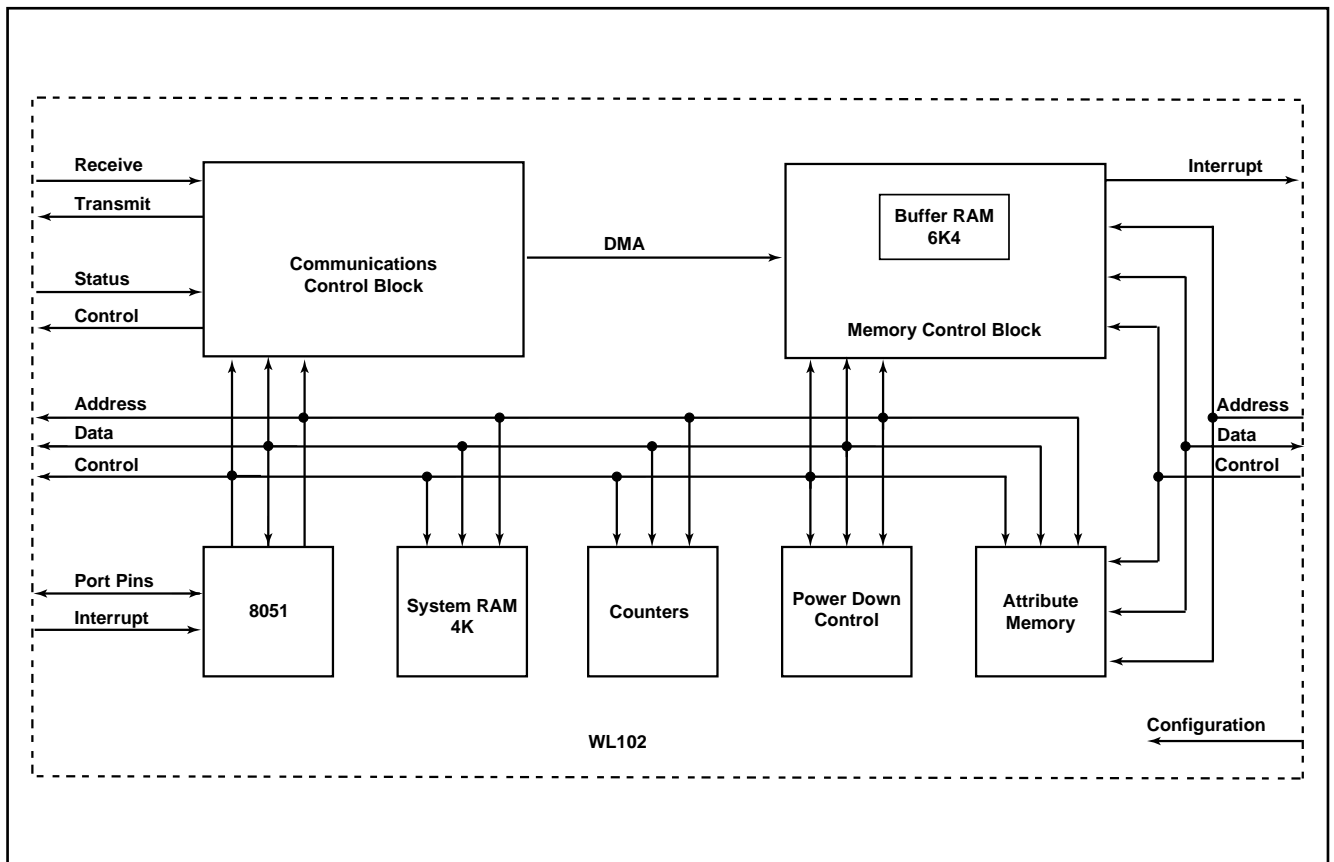 Receive
Transmit
Status
Control
Communications
Control Block
DMA
Buffer RAM
6K4
Memory Control Block
Interrupt
Address
Data
Control
Address
Data
Control
Port Pins
Interrupt
8051
System RAM
4K
Counters
Power Down
Control
Attribute
Memory
Configuration
WL102